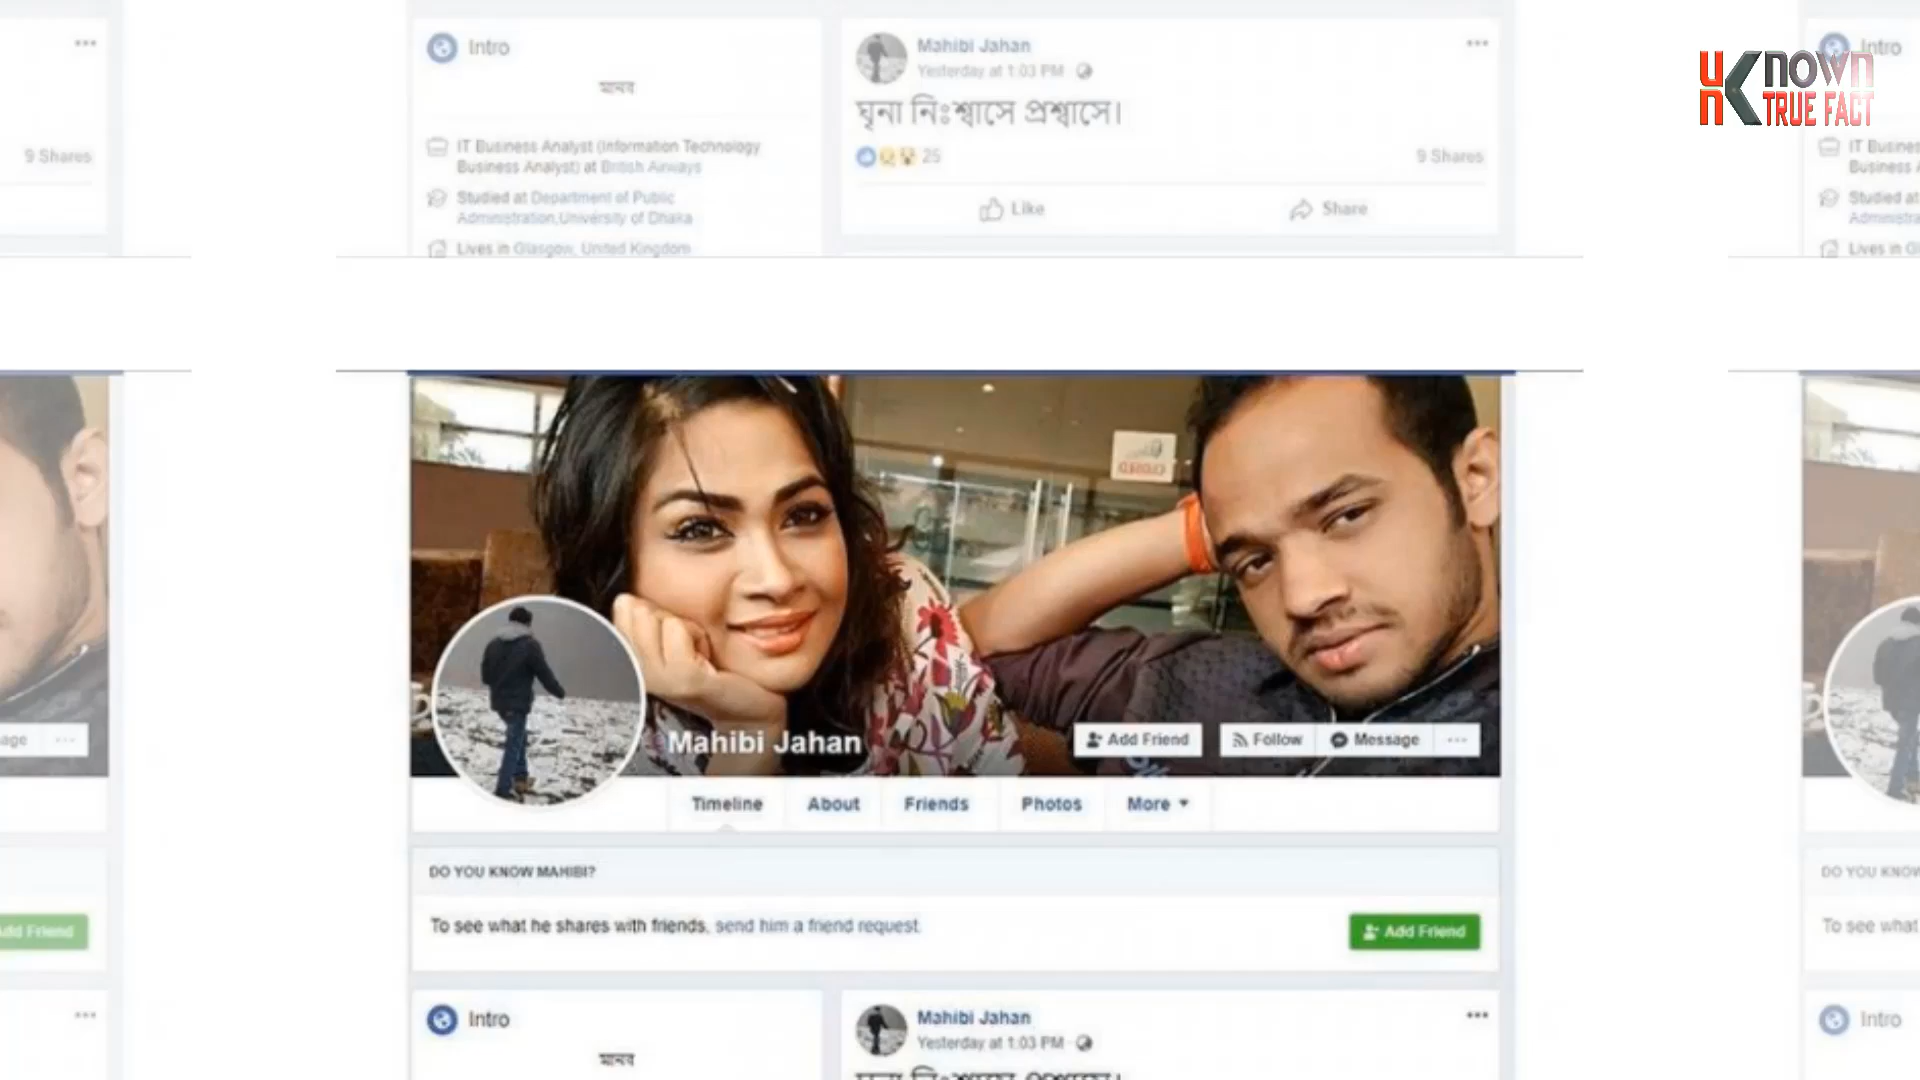 Intro
মানব
IT Business Analyst (Information Technology
Business Analyst) at British Airways
Studied at Department of Public
Administration,University of Dhaka
Lives in Glasgow, United Kingdom
Mahibi Jahan
Yesterday at 1:03 PM
ঘৃনা নিঃশ্বাসে প্রশ্বাসে।
25
9 Shares
Like
Share
9 Shares
Intro
IT Busines
Business A
Studied at
Administra
Lives in Gl
unKnown
TRUE FACT
CLOSED
Mahibi Jahan
Add Friend
Follow
Message
Timeline
About
Friends
Photos
More
DO YOU KNOW MAHIBI?
To see what he shares with friends, send him a friend request.
Add Friend
Intro
মানব
Mahibi Jahan
Yesterday at 1:03 PM
ঘৃনা নিঃশ্বাসে প্রশ্বাসে।
age
Add Friend
DO YOU KNOW
To see what
Intro